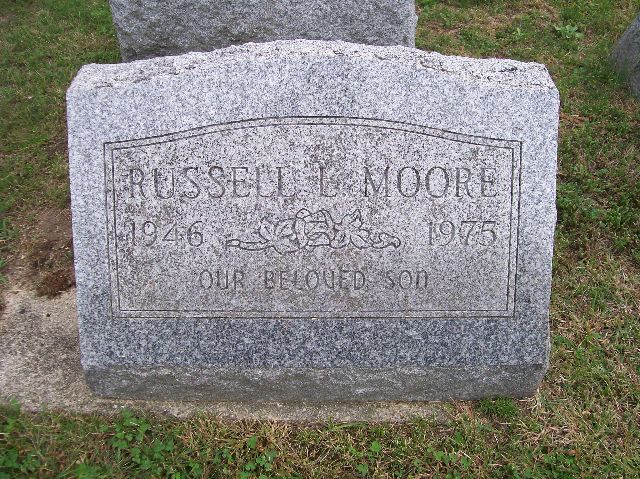 RUSSELL L MOORE
1946 1975
OUR BELOVED SON